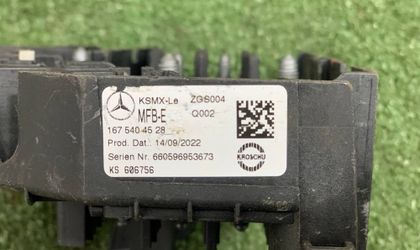 KSMX-Le ZGS004
MFB-E Q002
167 540 45 28
Prod. Dat.: 14/09/2022
Serien Nr. 660596953673
KS 606756
KROSCHU